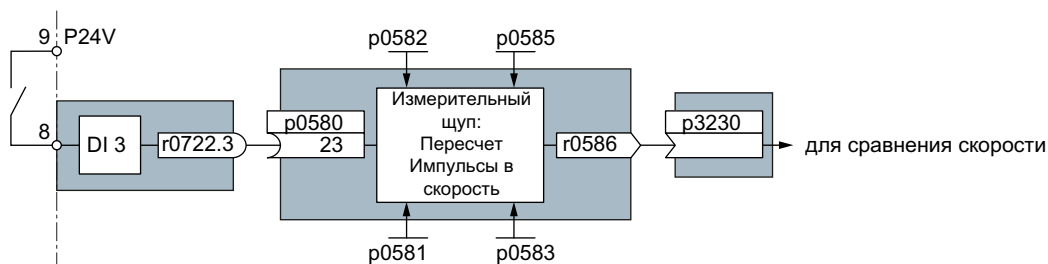 9 P24V
p0582
p0585
8
DI 3
r0722.3
p0580
23
Измерительный
щуп:
Пересчет
Импульсы в
скорость
r0586
p3230
для сравнения скорости
p0581
p0583